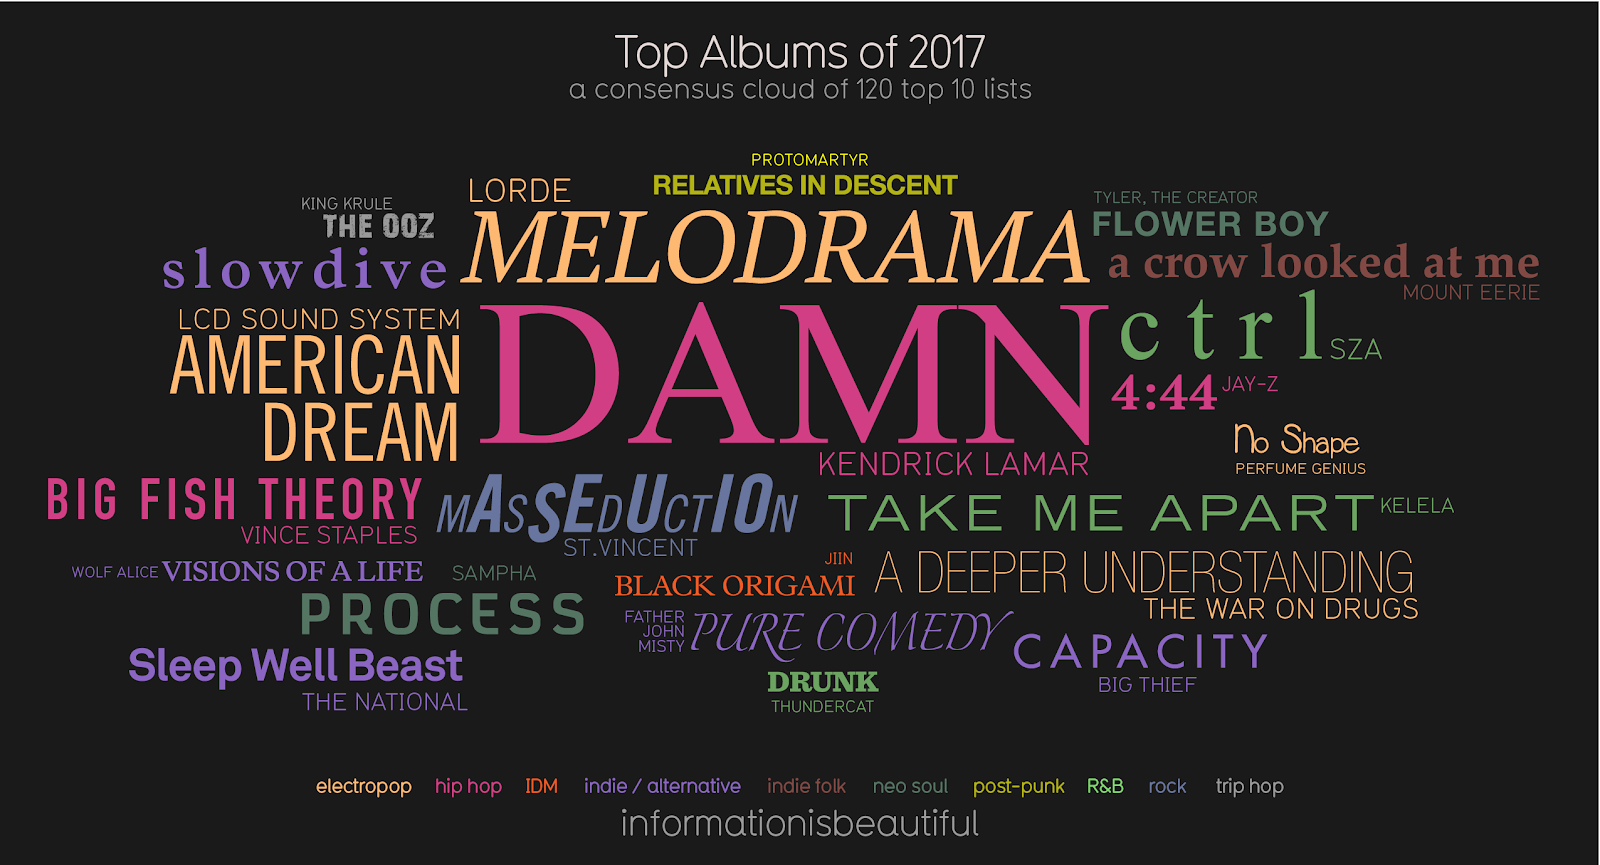 Top Albums of 2017
a consensus cloud of 120 top 10 lists
PROTOMARTYR
RELATIVES IN DESCENT
LORDE
MELODRAMA
KING KRULE
THE OOZ
slowdive
TYLER, THE CREATOR
FLOWER BOY
a crow looked at me
MOUNT EERIE
LCD SOUND SYSTEM
AMERICAN
DREAM
DAMN
KENDRICK LAMAR
ctrl SZA
4:44 JAY-Z
No Shape
PERFUME GENIUS
BIG FISH THEORY
VINCE STAPLES
MASSEDUCTION
ST.VINCENT
TAKE ME APART KELELA
WOLF ALICE VISIONS OF A LIFE
SAMPHA
PROCESS
JIIN
BLACK ORIGAMI
A DEEPER UNDERSTANDING
THE WAR ON DRUGS
FATHER
JOHN
MISTY
PURE COMEDY
CAPACITY
BIG THIEF
Sleep Well Beast
THE NATIONAL
DRUNK
THUNDERCAT
electropop hip hop IDM indie / alternative indie folk neo soul post-punk R&B rock trip hop
informationisbeautiful